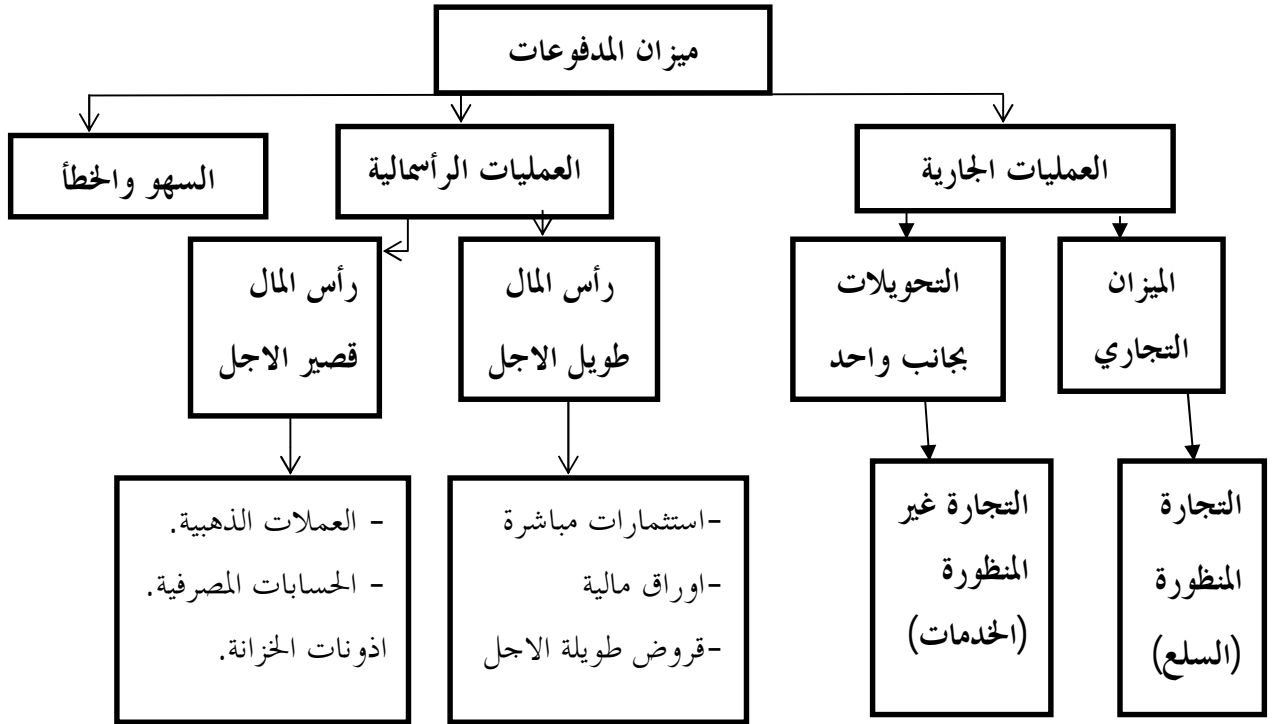 ميزان المدفوعات
العمليات الجارية
العمليات الرأسمالية
السهو والخطأ
الميزان
التجاري
التحويلات
بجانب واحد
رأس المال
طويل الاجل
رأس المال
قصير الاجل
التجارة
المنظورة
(السلع)
التجارة غير
المنظورة
(الخدمات)
-استثمارات مباشرة
-اوراق مالية
-قروض طويلة الاجل
- العملات الذهبية.
- الحسابات المصرفية.
اذونات الخزانة.